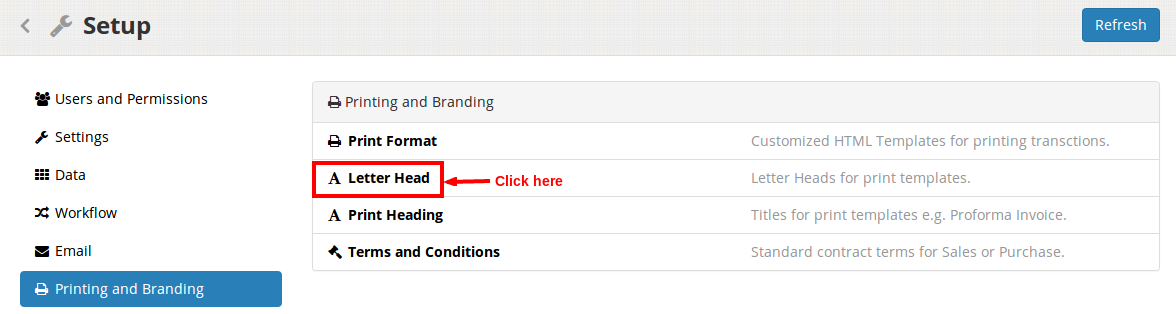 Setup
Refresh
Users and Permissions
Settings
Data
Workflow
Email
Printing and Branding
Printing and Branding
Print Format Customized HTML Templates for printing transctions.
Letter Head Click here Letter Heads for print templates.
Print Heading Titles for print templates e.g. Proforma Invoice.
Terms and Conditions Standard contract terms for Sales or Purchase.